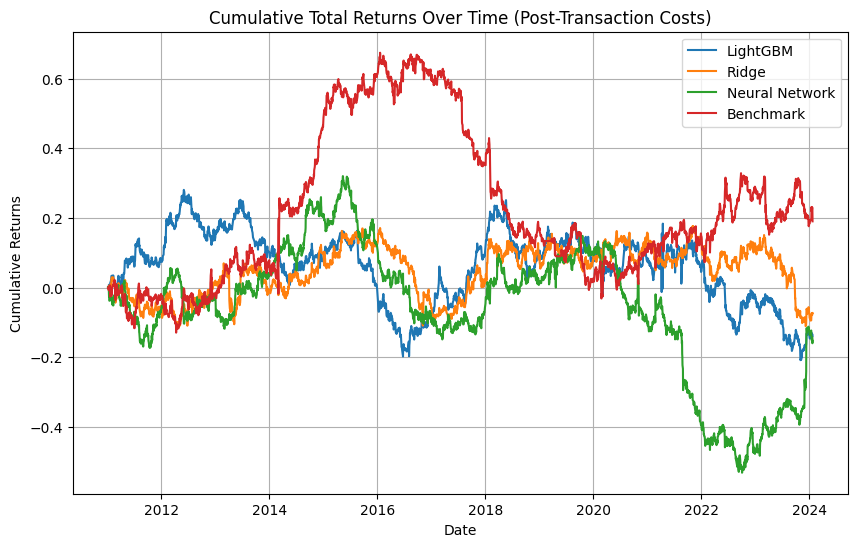 Cumulative Total Returns Over Time (Post-Transaction Costs)
LightGBM
Ridge
Neural Network
Benchmark
Cumulative Returns
0.6
0.4
0.2
0.0
−0.2
−0.4
2012 2014 2016 2018 2020 2022 2024
Date